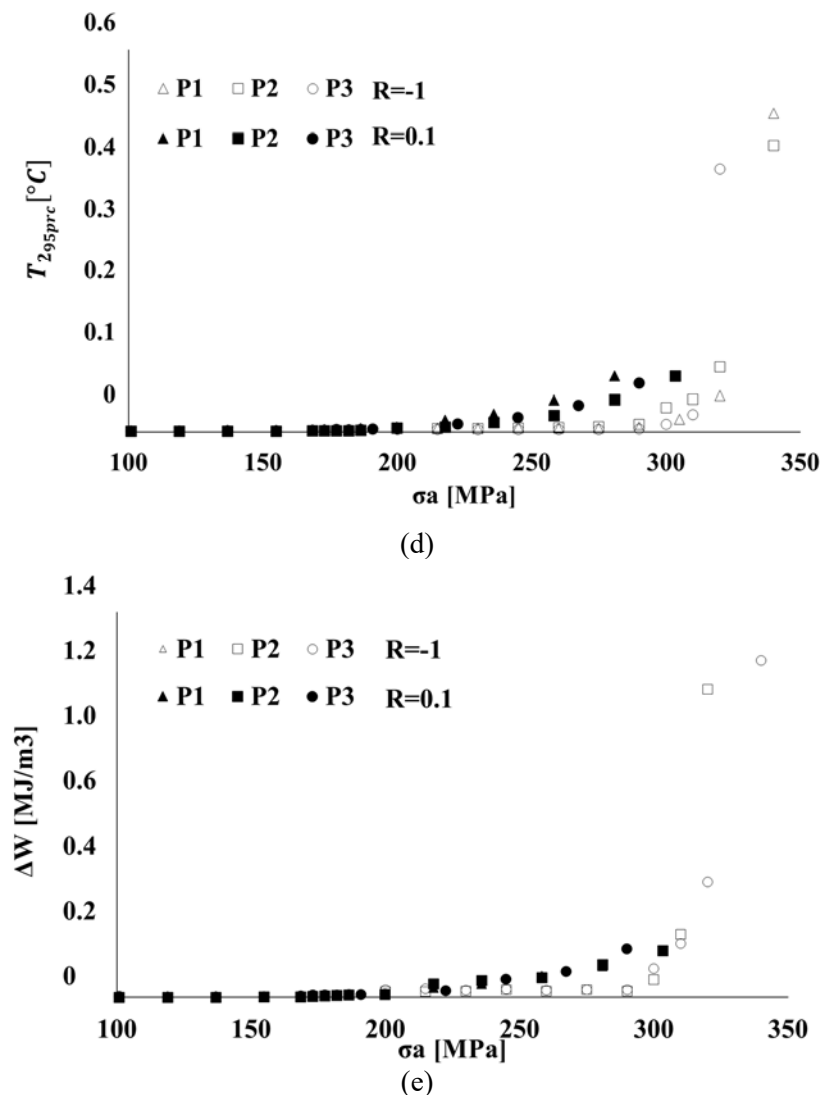 0.6
0.5
0.4
0.3
0.2
0.1
0
T295prc[°C]
△ P1 □ P2 ○ P3 R=-1
▲ P1 ■ P2 ● P3 R=0.1
100 150 200 250 300 350
σa [MPa]
(d)
1.4
1.2
1.0
0.6
0.4
0.2
0
ΔW [MJ/m3]
△ P1 □ P2 ○ P3 R=-1
▲ P1 ■ P2 ● P3 R=0.1
100 150 200 250 300 350
σa [MPa]
(e)